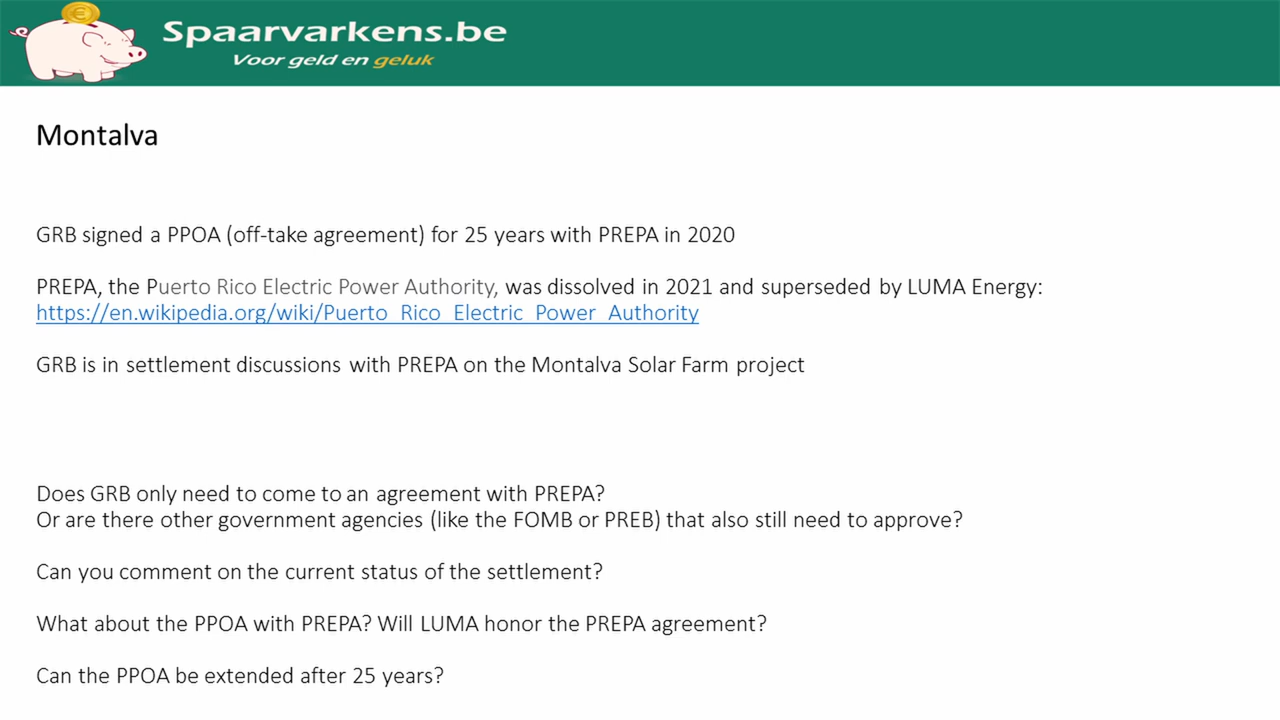 Spaarvarkens.be
Voor geld en geluk
Montalva
GRB signed a PPOA (off-take agreement) for 25 years with PREPA in 2020
PREPA, the Puerto Rico Electric Power Authority, was dissolved in 2021 and superseded by LUMA Energy:
https://en.wikipedia.org/wiki/Puerto_Rico_Electric_Power_Authority
GRB is in settlement discussions with PREPA on the Montalva Solar Farm project
Does GRB only need to come to an agreement with PREPA?
Or are there other government agencies (like the FOMB or PREB) that also still need to approve?
Can you comment on the current status of the settlement?
What about the PPOA with PREPA? Will LUMA honor the PREPA agreement?
Can the PPOA be extended after 25 years?